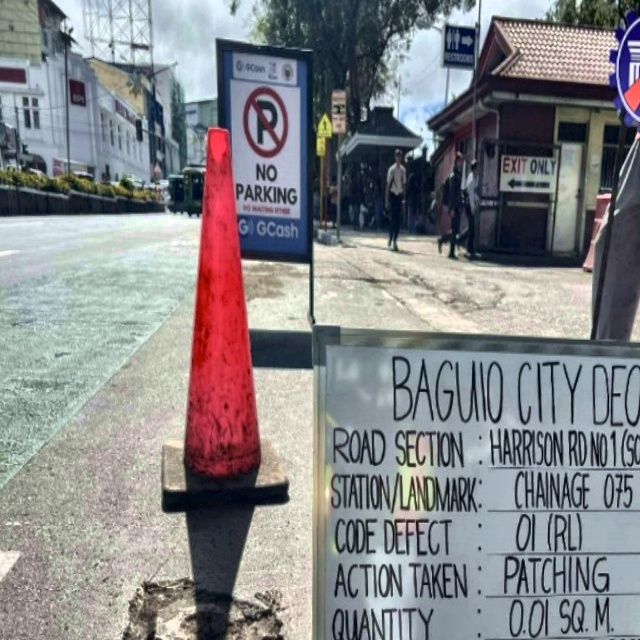 GCash
RESTROOMS
P
NO
PARKING
NO WAITING EITHER
GCash
EXIT ONLY
BAGUIO CITY DEO
ROAD SECTION : HARRISON RD NO 1 (SO
STATION/LANDMARK: CHAINAGE 075
CODE DEFECT : 01 (RL)
ACTION TAKEN : PATCHING
QUANTITY : 0.01 SQ. M.